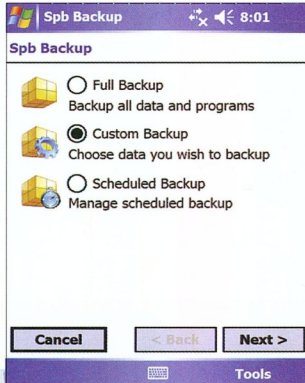 Spb Backup 8:01
Spb Backup
Full Backup
Backup all data and programs
Custom Backup
Choose data you wish to backup
Scheduled Backup
Manage scheduled backup
Cancel < Back Next >
Tools